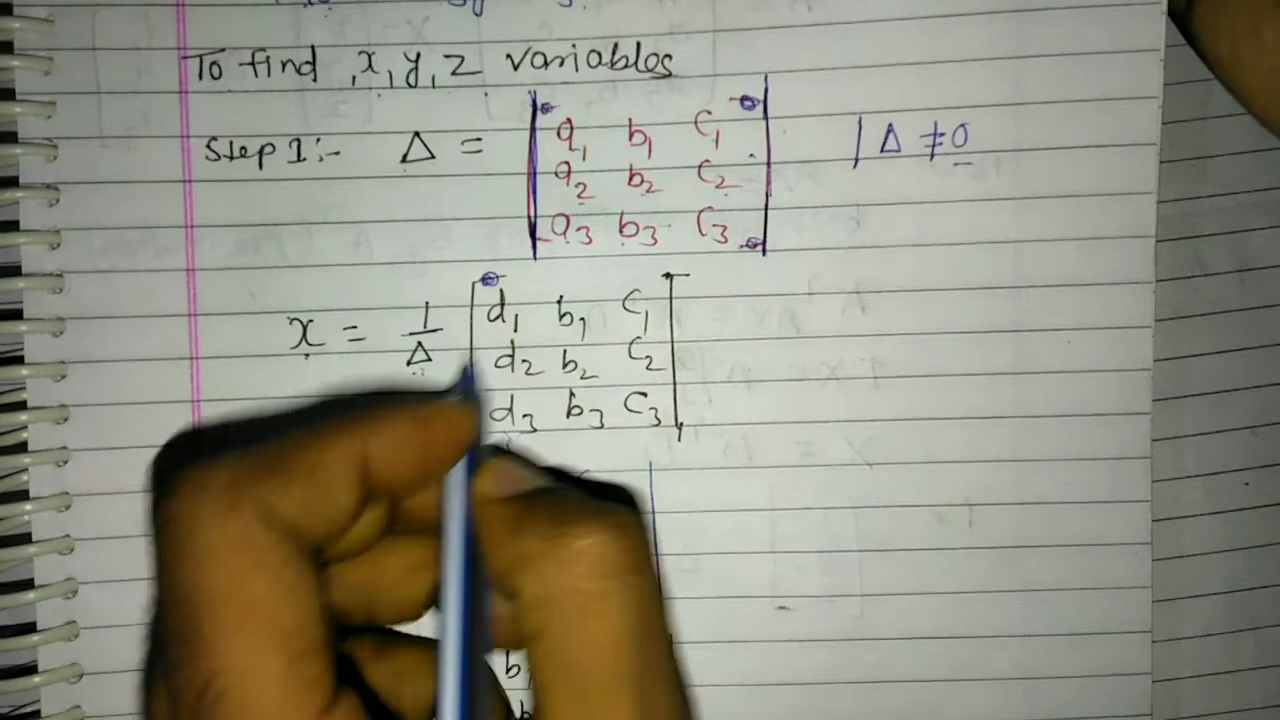 To find ,x,y,z variables
Step 1:- Δ = | a₁ b₁ c₁ | | Δ ≠ 0
a₂ b₂ c₂
a₃ b₃ c₃
x = 1/Δ | d₁ b₁ c₁ |
d₂ b₂ c₂
d₃ b₃ c₃
b
b